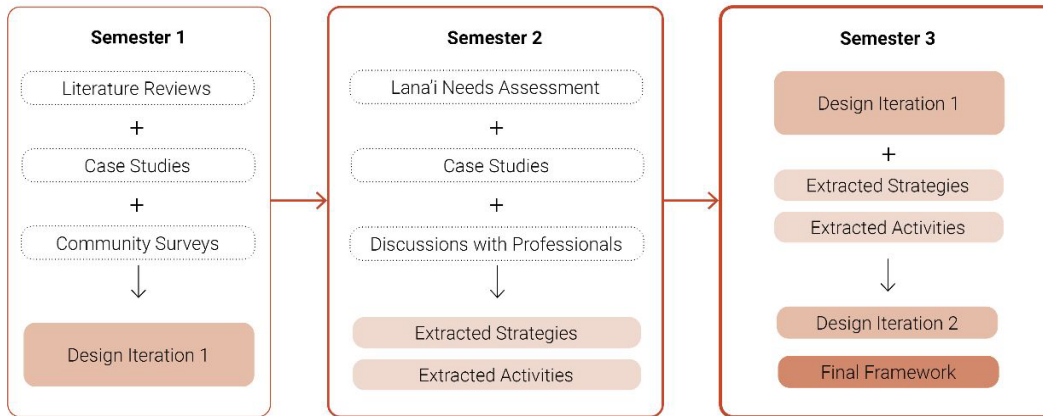 Semester 1
Literature Reviews
+
Case Studies
+
Community Surveys
Design Iteration 1
Semester 2
Lana'i Needs Assessment
+
Case Studies
+
Discussions with Professionals
Extracted Strategies
Extracted Activities
Semester 3
Design Iteration 1
+
Extracted Strategies
Extracted Activities
Design Iteration 2
Final Framework